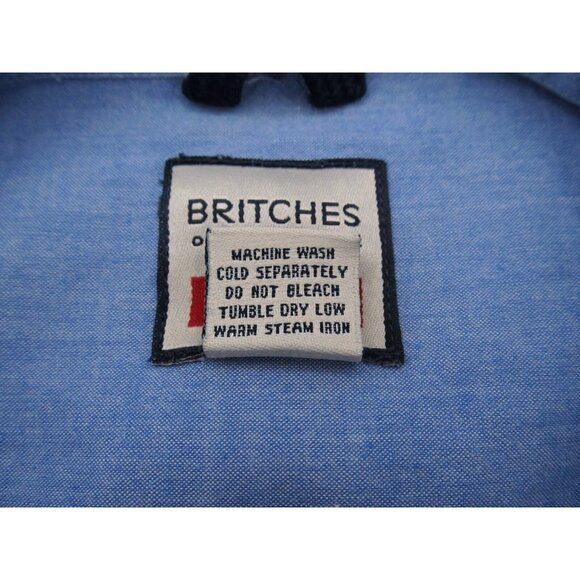 BRITCHES
MACHINE WASH
COLD SEPARATELY
DO NOT BLEACH
TUMBLE DRY LOW
WARM STEAM IRON